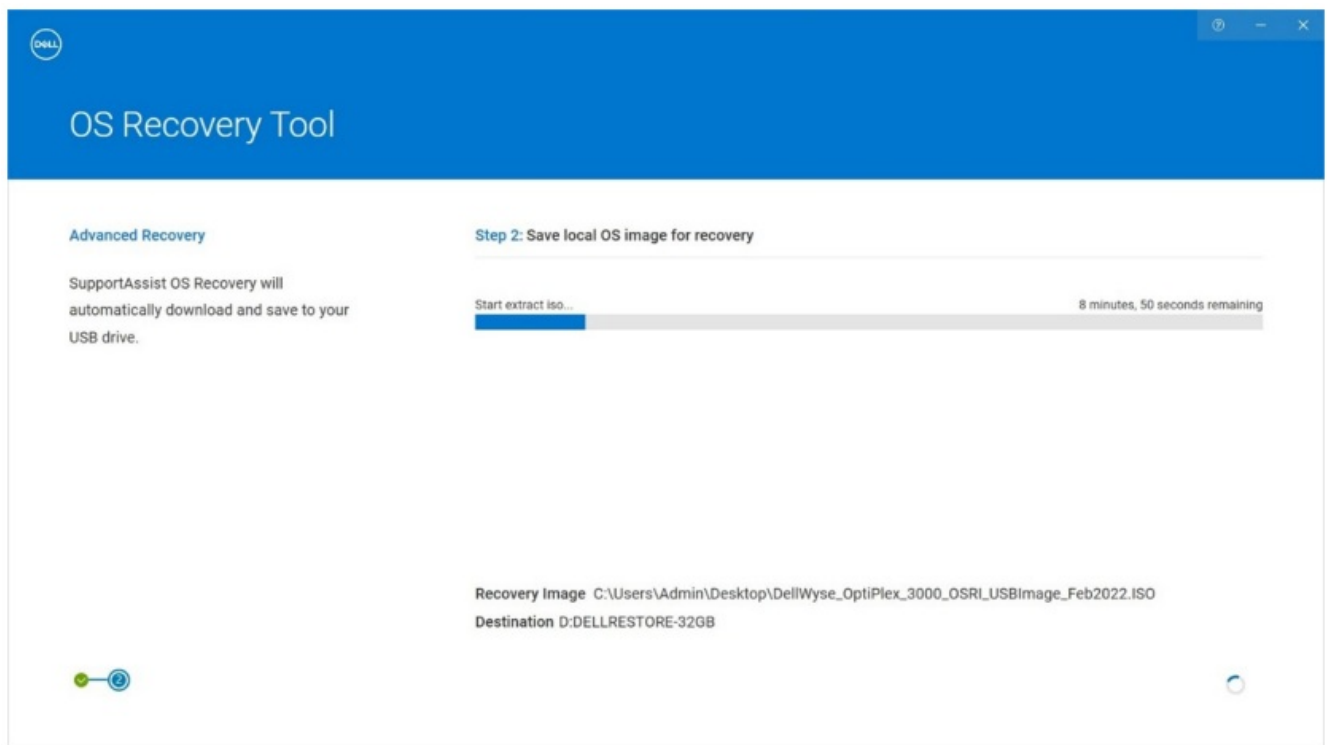 DELL
OS Recovery Tool
Advanced Recovery
SupportAssist OS Recovery will
automatically download and save to your
USB drive.
Step 2: Save local OS image for recovery
Start extract iso...
8 minutes, 50 seconds remaining
Recovery Image C:\Users\Admin\Desktop\DellWyse_OptiPlex_3000_OSRI_USBImage_Feb2022.ISO
Destination D:DELLRESTORE-32GB
2